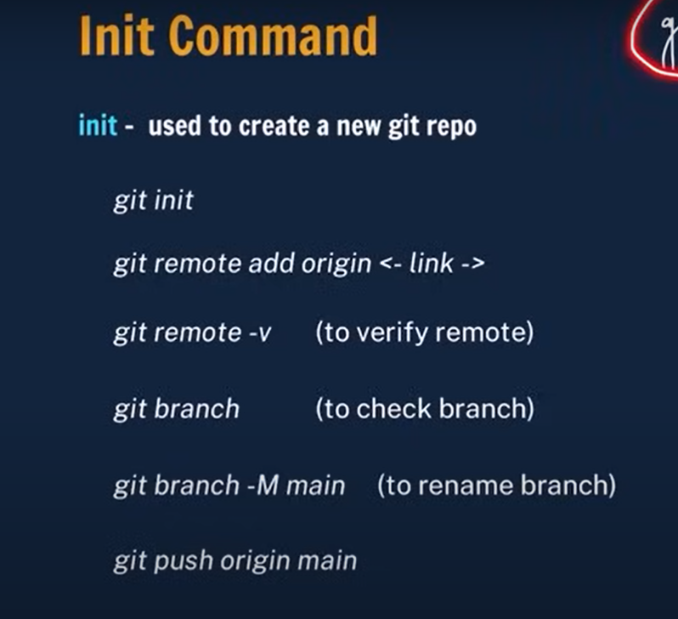 Init Command
init - used to create a new git repo
git init
git remote add origin <- link ->
git remote -v (to verify remote)
git branch (to check branch)
git branch -M main (to rename branch)
git push origin main